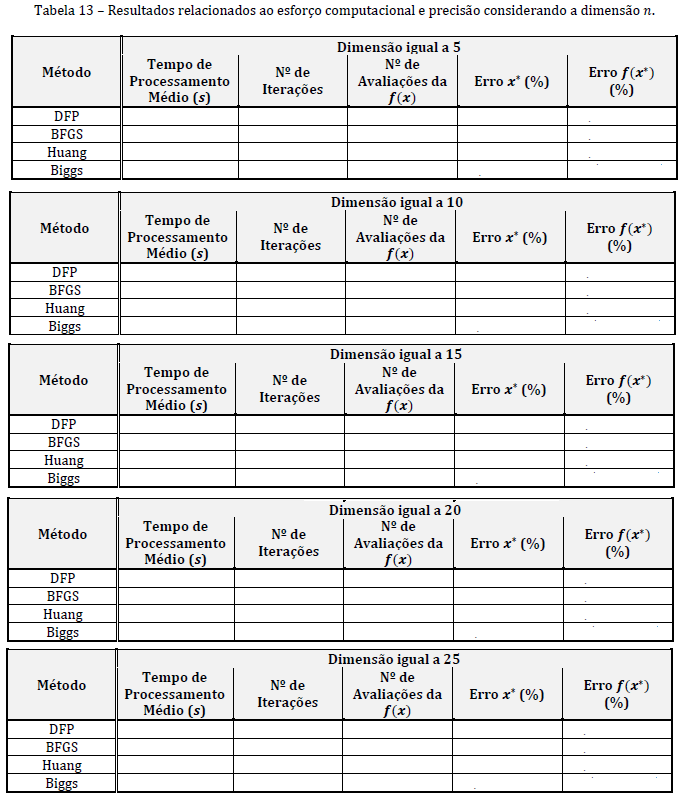 Tabela 13 – Resultados relacionados ao esforço computacional e precisão considerando a dimensão n.
Dimensão igual a 5
Método
Tempo de Processamento Médio (s)
Nº de Iterações
Nº de Avaliações da f(x)
Erro x* (%)
Erro f(x*) (%)
DFP
BFGS
Huang
Biggs
Dimensão igual a 10
Método
Tempo de Processamento Médio (s)
Nº de Iterações
Nº de Avaliações da f(x)
Erro x* (%)
Erro f(x*) (%)
DFP
BFGS
Huang
Biggs
Dimensão igual a 15
Método
Tempo de Processamento Médio (s)
Nº de Iterações
Nº de Avaliações da f(x)
Erro x* (%)
Erro f(x*) (%)
DFP
BFGS
Huang
Biggs
Dimensão igual a 20
Método
Tempo de Processamento Médio (s)
Nº de Iterações
Nº de Avaliações da f(x)
Erro x* (%)
Erro f(x*) (%)
DFP
BFGS
Huang
Biggs
Dimensão igual a 25
Método
Tempo de Processamento Médio (s)
Nº de Iterações
Nº de Avaliações da f(x)
Erro x* (%)
Erro f(x*) (%)
DFP
BFGS
Huang
Biggs